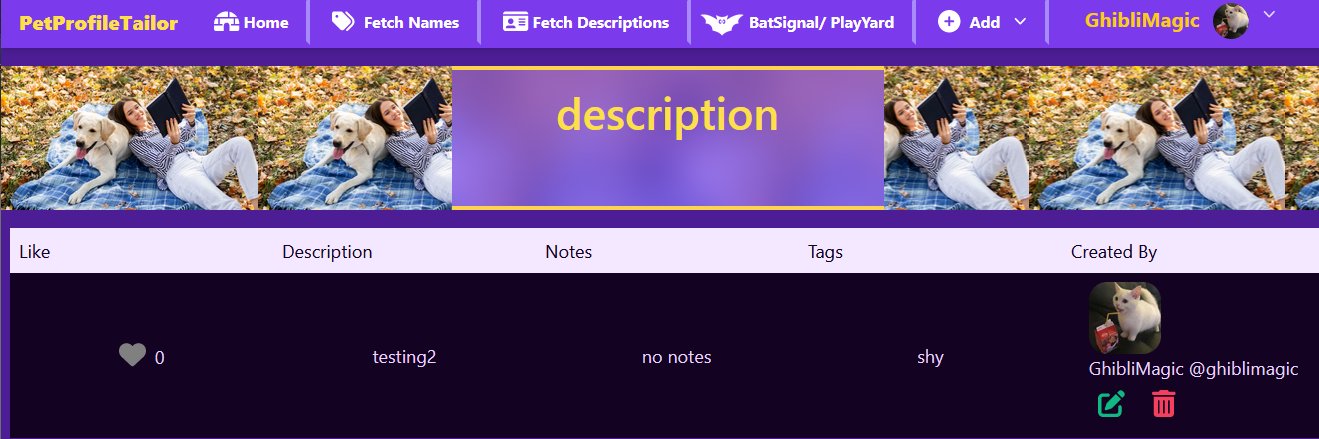 PetProfileTailor Home Fetch Names Fetch Descriptions BatSignal/ PlayYard Add GhibliMagic
description
Like Description Notes Tags Created By
0 testing2 no notes shy
GhibliMagic @ghiblimagic